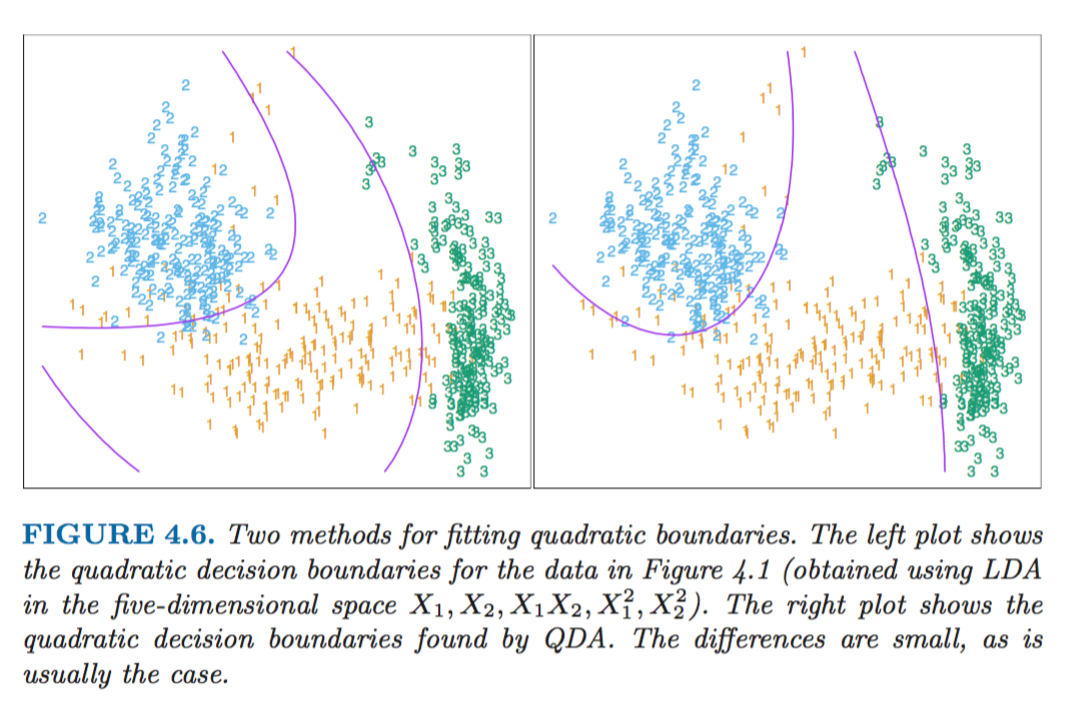 FIGURE 4.6. Two methods for fitting quadratic boundaries. The left plot shows
the quadratic decision boundaries for the data in Figure 4.1 (obtained using LDA
in the five-dimensional space X₁, X₂, X₁X₂, X₁², X₂²). The right plot shows the
quadratic decision boundaries found by QDA. The differences are small, as is
usually the case.